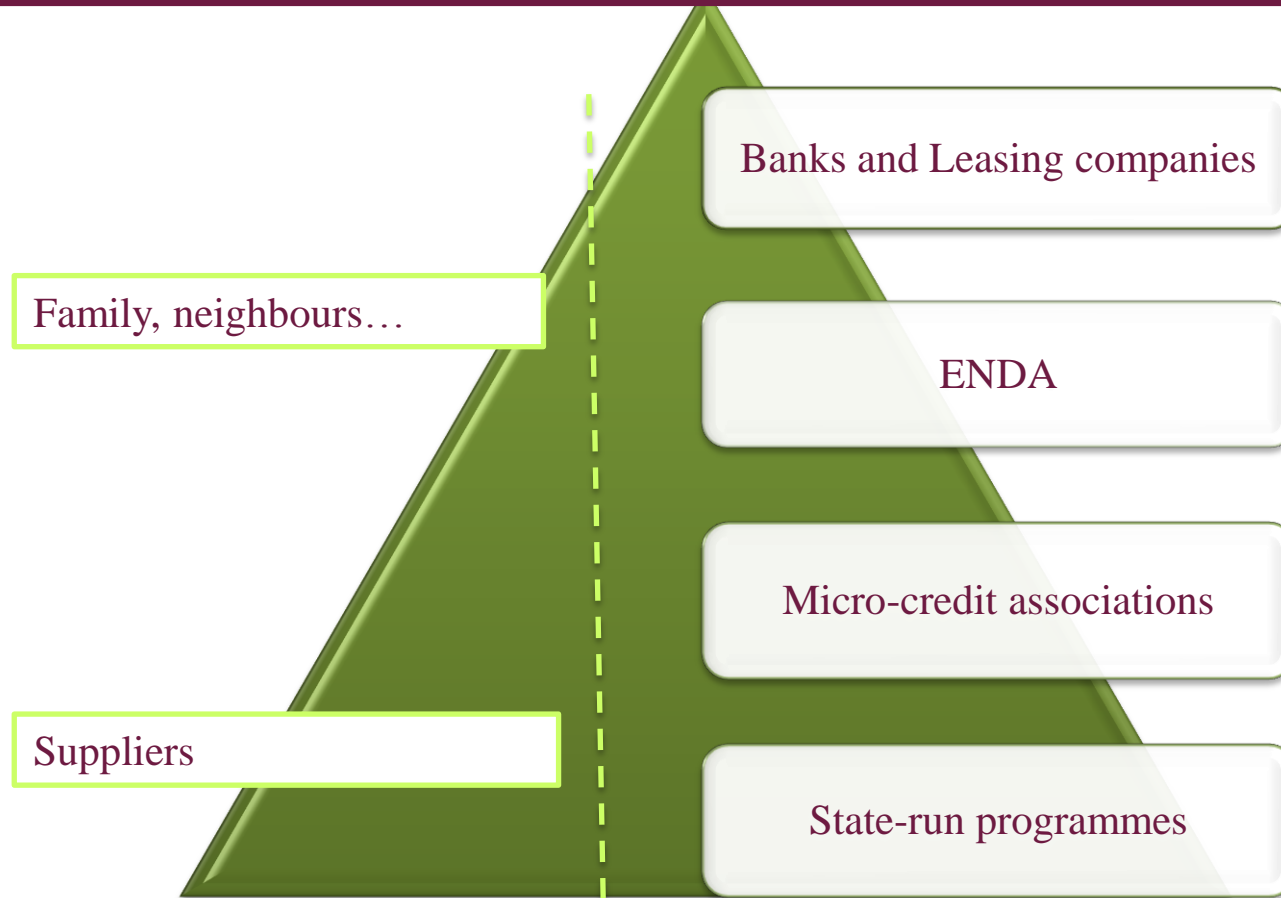 Banks and Leasing companies
Family, neighbours…
ENDA
Micro-credit associations
Suppliers
State-run programmes